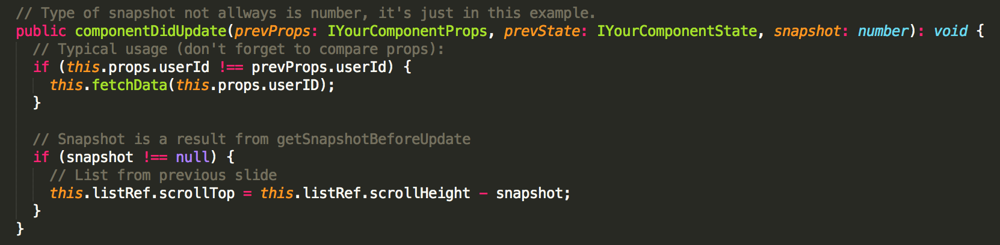 // Type of snapshot not allways is number, it's just in this example.
public componentDidUpdate(prevProps: IYourComponentProps, prevState: IYourComponentState, snapshot: number): void {
// Typical usage (don't forget to compare props):
if (this.props.userId !== prevProps.userId) {
this.fetchData(this.props.userID);
}
// Snapshot is a result from getSnapshotBeforeUpdate
if (snapshot !== null) {
// List from previous slide
this.listRef.scrollTop = this.listRef.scrollHeight - snapshot;
}
}